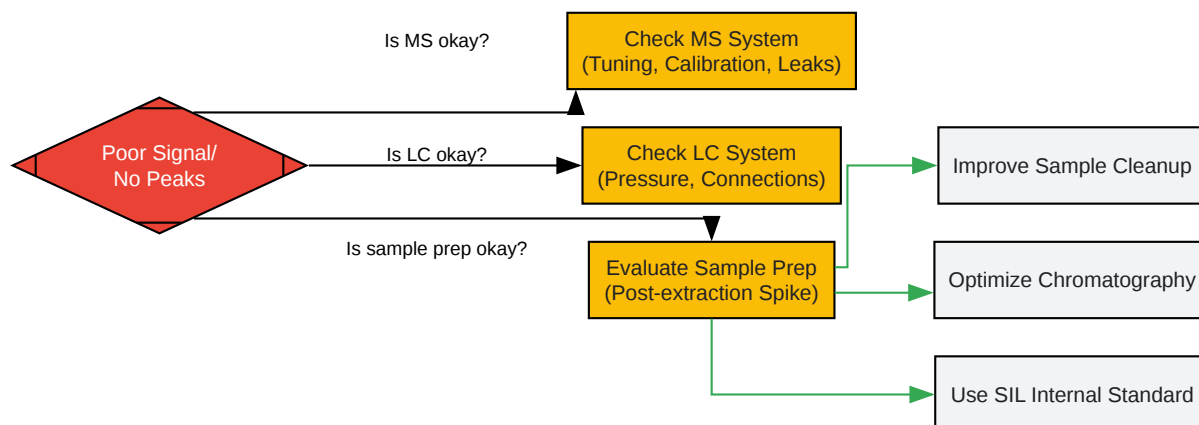 Is MS okay?
Check MS System
(Tuning, Calibration, Leaks)
Poor Signal/
No Peaks
Is LC okay?
Check LC System
(Pressure, Connections)
Improve Sample Cleanup
Is sample prep okay?
Evaluate Sample Prep
(Post-extraction Spike)
Optimize Chromatography
Use SIL Internal Standard